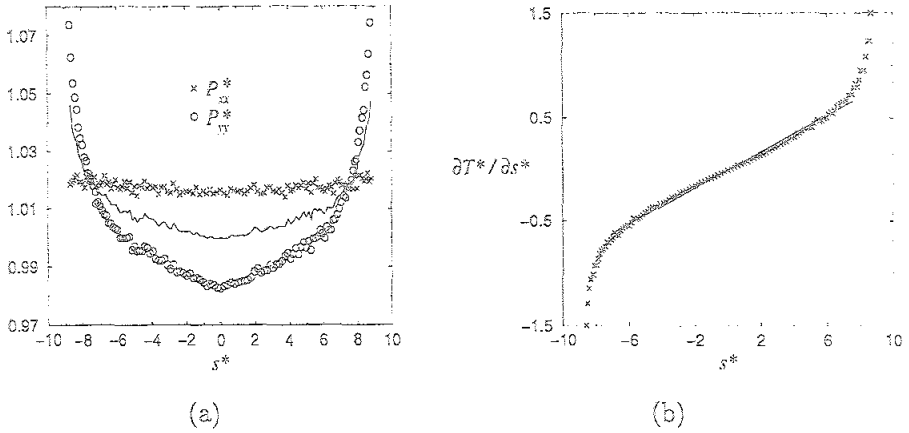 1.07
1.05
1.03
1.01
0.99
0.97
× P*xx
○ P*yy
−10 −8 −6 −4 −2 0 2 4 6 8 10
s*
(a)
1.5
0.5
−0.5
−1.5
∂T*/∂s*
−10 −6 −2 2 6 10
s*
(b)